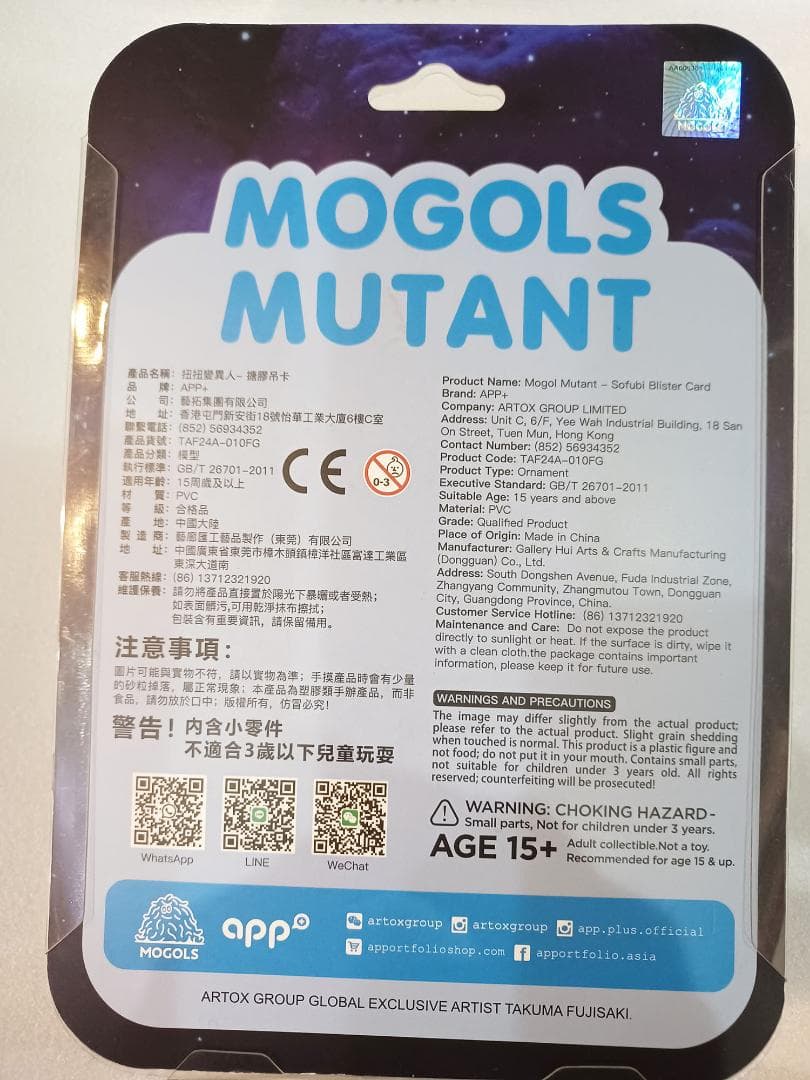 MOGOLS
MOGOLS
MUTANT
產品名稱：扭扭變異人 - 搪膠吊卡
品　　牌：APP+
公　　司：藝拓集團有限公司
地　　址：香港屯門新安街18號怡華工業大廈6樓C室
聯繫電話：(852) 56934352
產品貨號：TAF24A-010FG
產品分類：模型
執行標準：GB/T 26701-2011
適用年齡：15周歲及以上
材　　質：PVC
等　　級：合格品
產　　地：中國大陸
製 造 商：藝廊匯工藝品製作（東莞）有限公司
地　　址：中國廣東省東莞市樟木頭鎮樟洋社區富達工業區
東深大道南
客服熱線：(86) 13712321920
維護保養：請勿將產品直接置於陽光下暴曬或者受熱；
如表面髒污,可用乾淨抹布擦拭；
包裝含有重要資訊，請保留備用。
CE
0-3
注意事項：
圖片可能與實物不符，請以實物為準；手摸產品時會有少量
的砂粒掉落，屬正常現象；本產品為塑膠類手辦產品，而非
食品，請勿放於口中；版權所有，仿冒必究！
警告！內含小零件
不適合3歲以下兒童玩耍
WhatsApp
LINE
WeChat
Product Name: Mogol Mutant – Sofubi Blister Card
Brand: APP+
Company: ARTOX GROUP LIMITED
Address: Unit C, 6/F, Yee Wah Industrial Building, 18 San
On Street, Tuen Mun, Hong Kong
Contact Number: (852) 56934352
Product Code: TAF24A-010FG
Product Type: Ornament
Executive Standard: GB/T 26701-2011
Suitable Age: 15 years and above
Material: PVC
Grade: Qualified Product
Place of Origin: Made in China
Manufacturer: Gallery Hui Arts & Crafts Manufacturing
(Dongguan) Co., Ltd.
Address: South Dongshen Avenue, Fuda Industrial Zone,
Zhangyang Community, Zhangmutou Town, Dongguan
City, Guangdong Province, China.
Customer Service Hotline: (86) 13712321920
Maintenance and Care: Do not expose the product
directly to sunlight or heat. If the surface is dirty, wipe it
with a clean cloth.the package contains important
information, please keep it for future use.
WARNINGS AND PRECAUTIONS
The image may differ slightly from the actual product;
please refer to the actual product. Slight grain shedding
when touched is normal. This product is a plastic figure and
not food; do not put it in your mouth. Contains small parts,
not suitable for children under 3 years old. All rights
reserved; counterfeiting will be prosecuted!
WARNING: CHOKING HAZARD-
Small parts, Not for children under 3 years.
AGE 15+ Adult collectible.Not a toy.
Recommended for age 15 & up.
MOGOLS
app+
artoxgroup artoxgroup app.plus.official
apportfolioshop.com apportfolio.asia
ARTOX GROUP GLOBAL EXCLUSIVE ARTIST TAKUMA FUJISAKI.